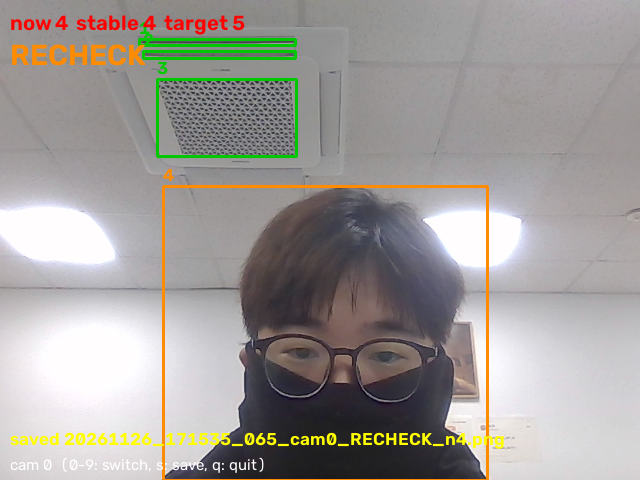 now 4 stable 4 target 5
RECHECK
3
4
saved 20261126_171535_065_cam0_RECHECK_n4.png
cam 0 (0-9: switch, s: save, q: quit)